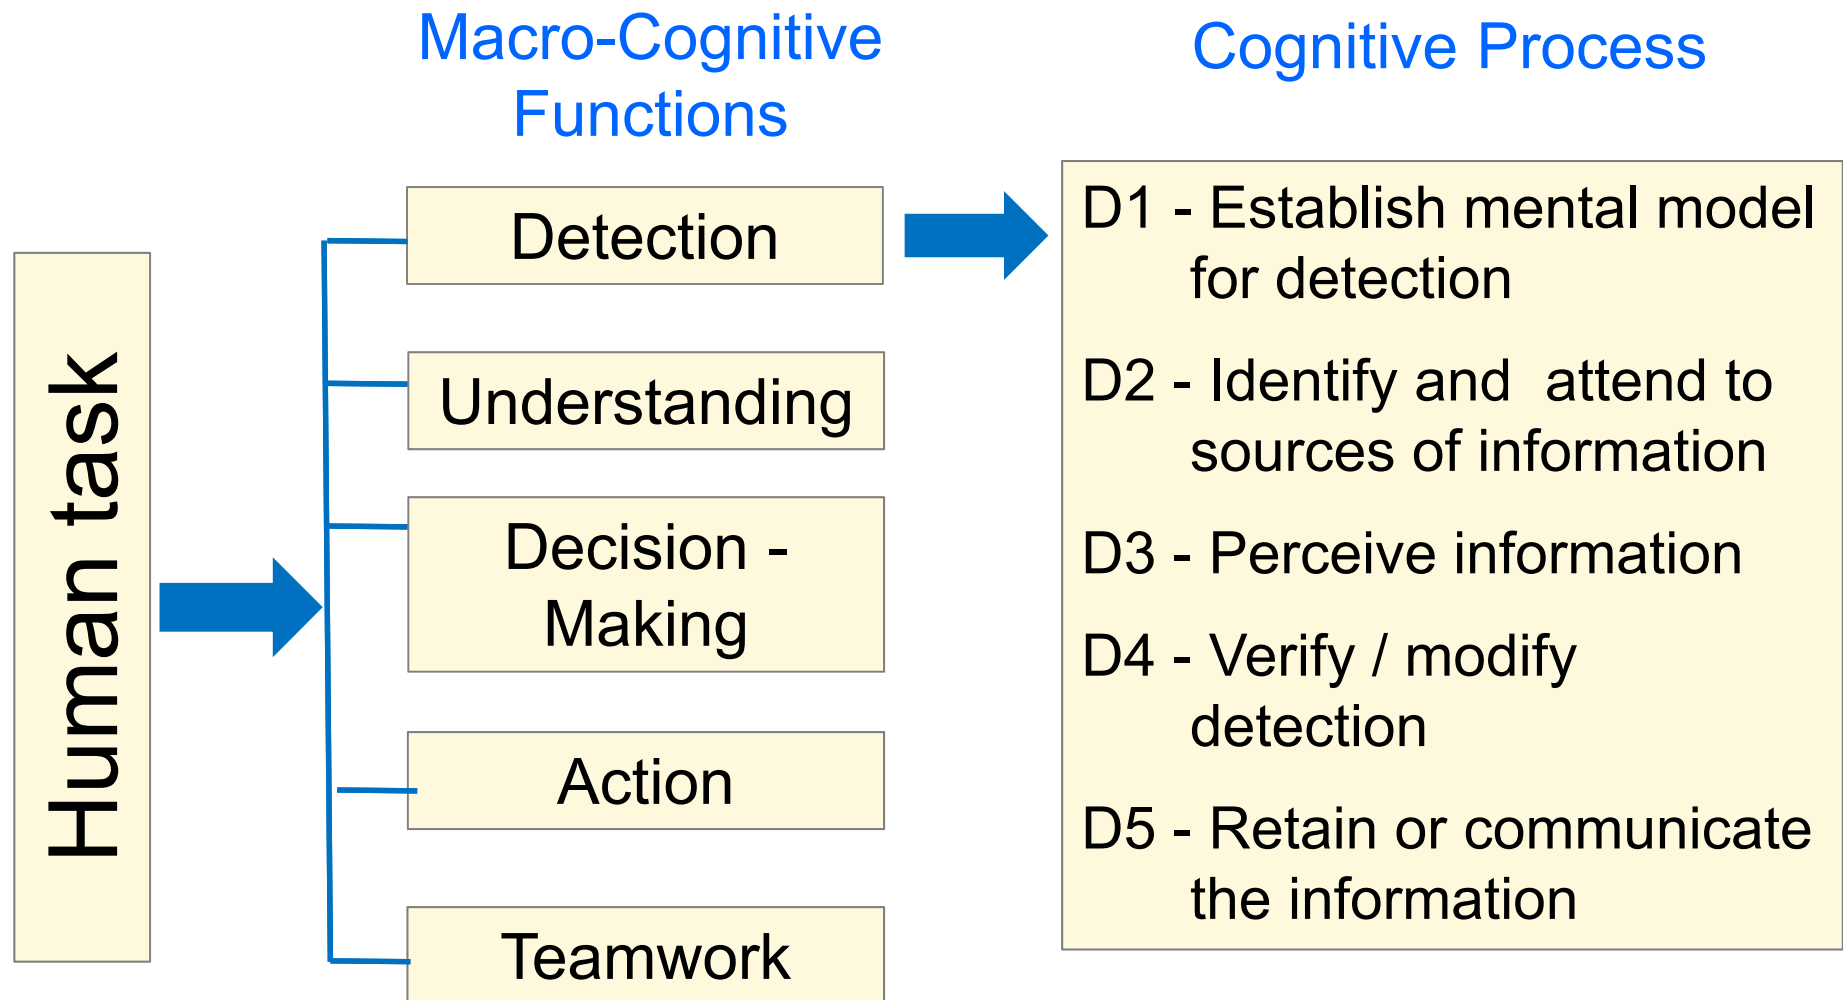 Macro-Cognitive
Functions
Cognitive Process
Human task
Detection
Understanding
Decision -
Making
Action
Teamwork
D1 - Establish mental model
for detection
D2 - Identify and  attend to
sources of information
D3 - Perceive information
D4 - Verify / modify
detection
D5 - Retain or communicate
the information